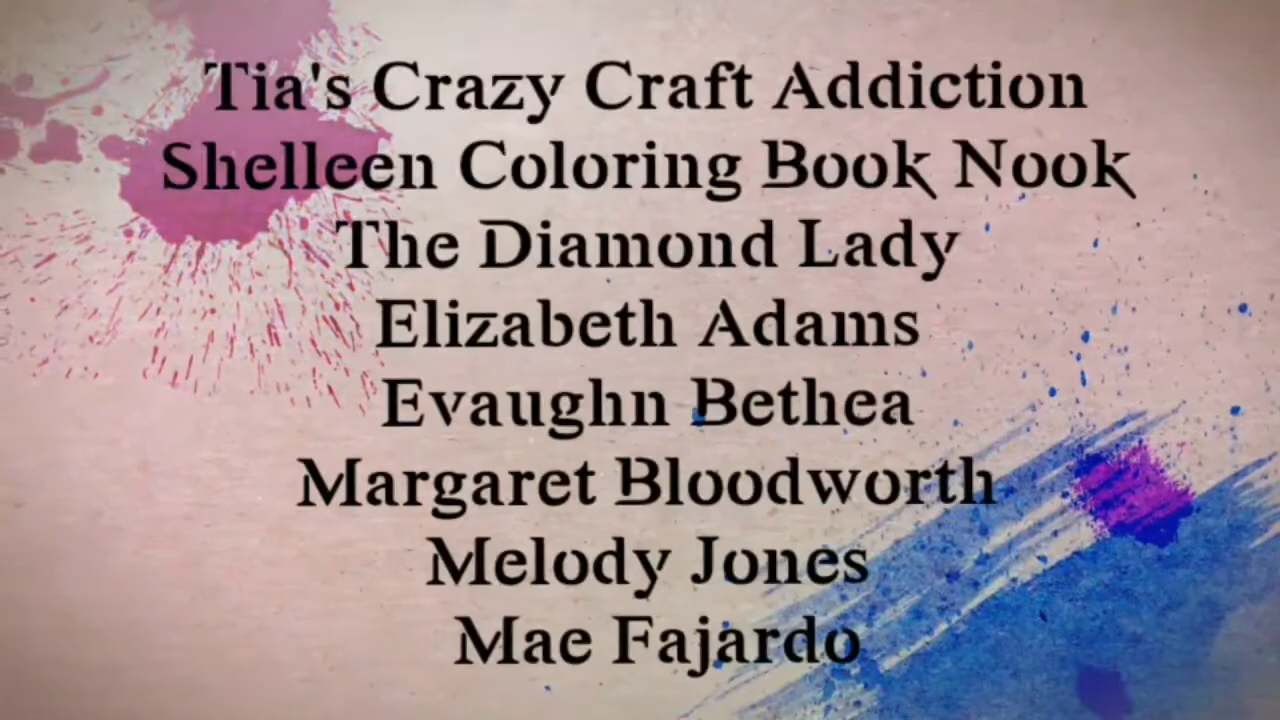 Tia's Crazy Craft Addiction
Shelleen Coloring Book Nook
The Diamond Lady
Elizabeth Adams
Evaughn Bethea
Margaret Bloodworth
Melody Jones
Mae Fajardo